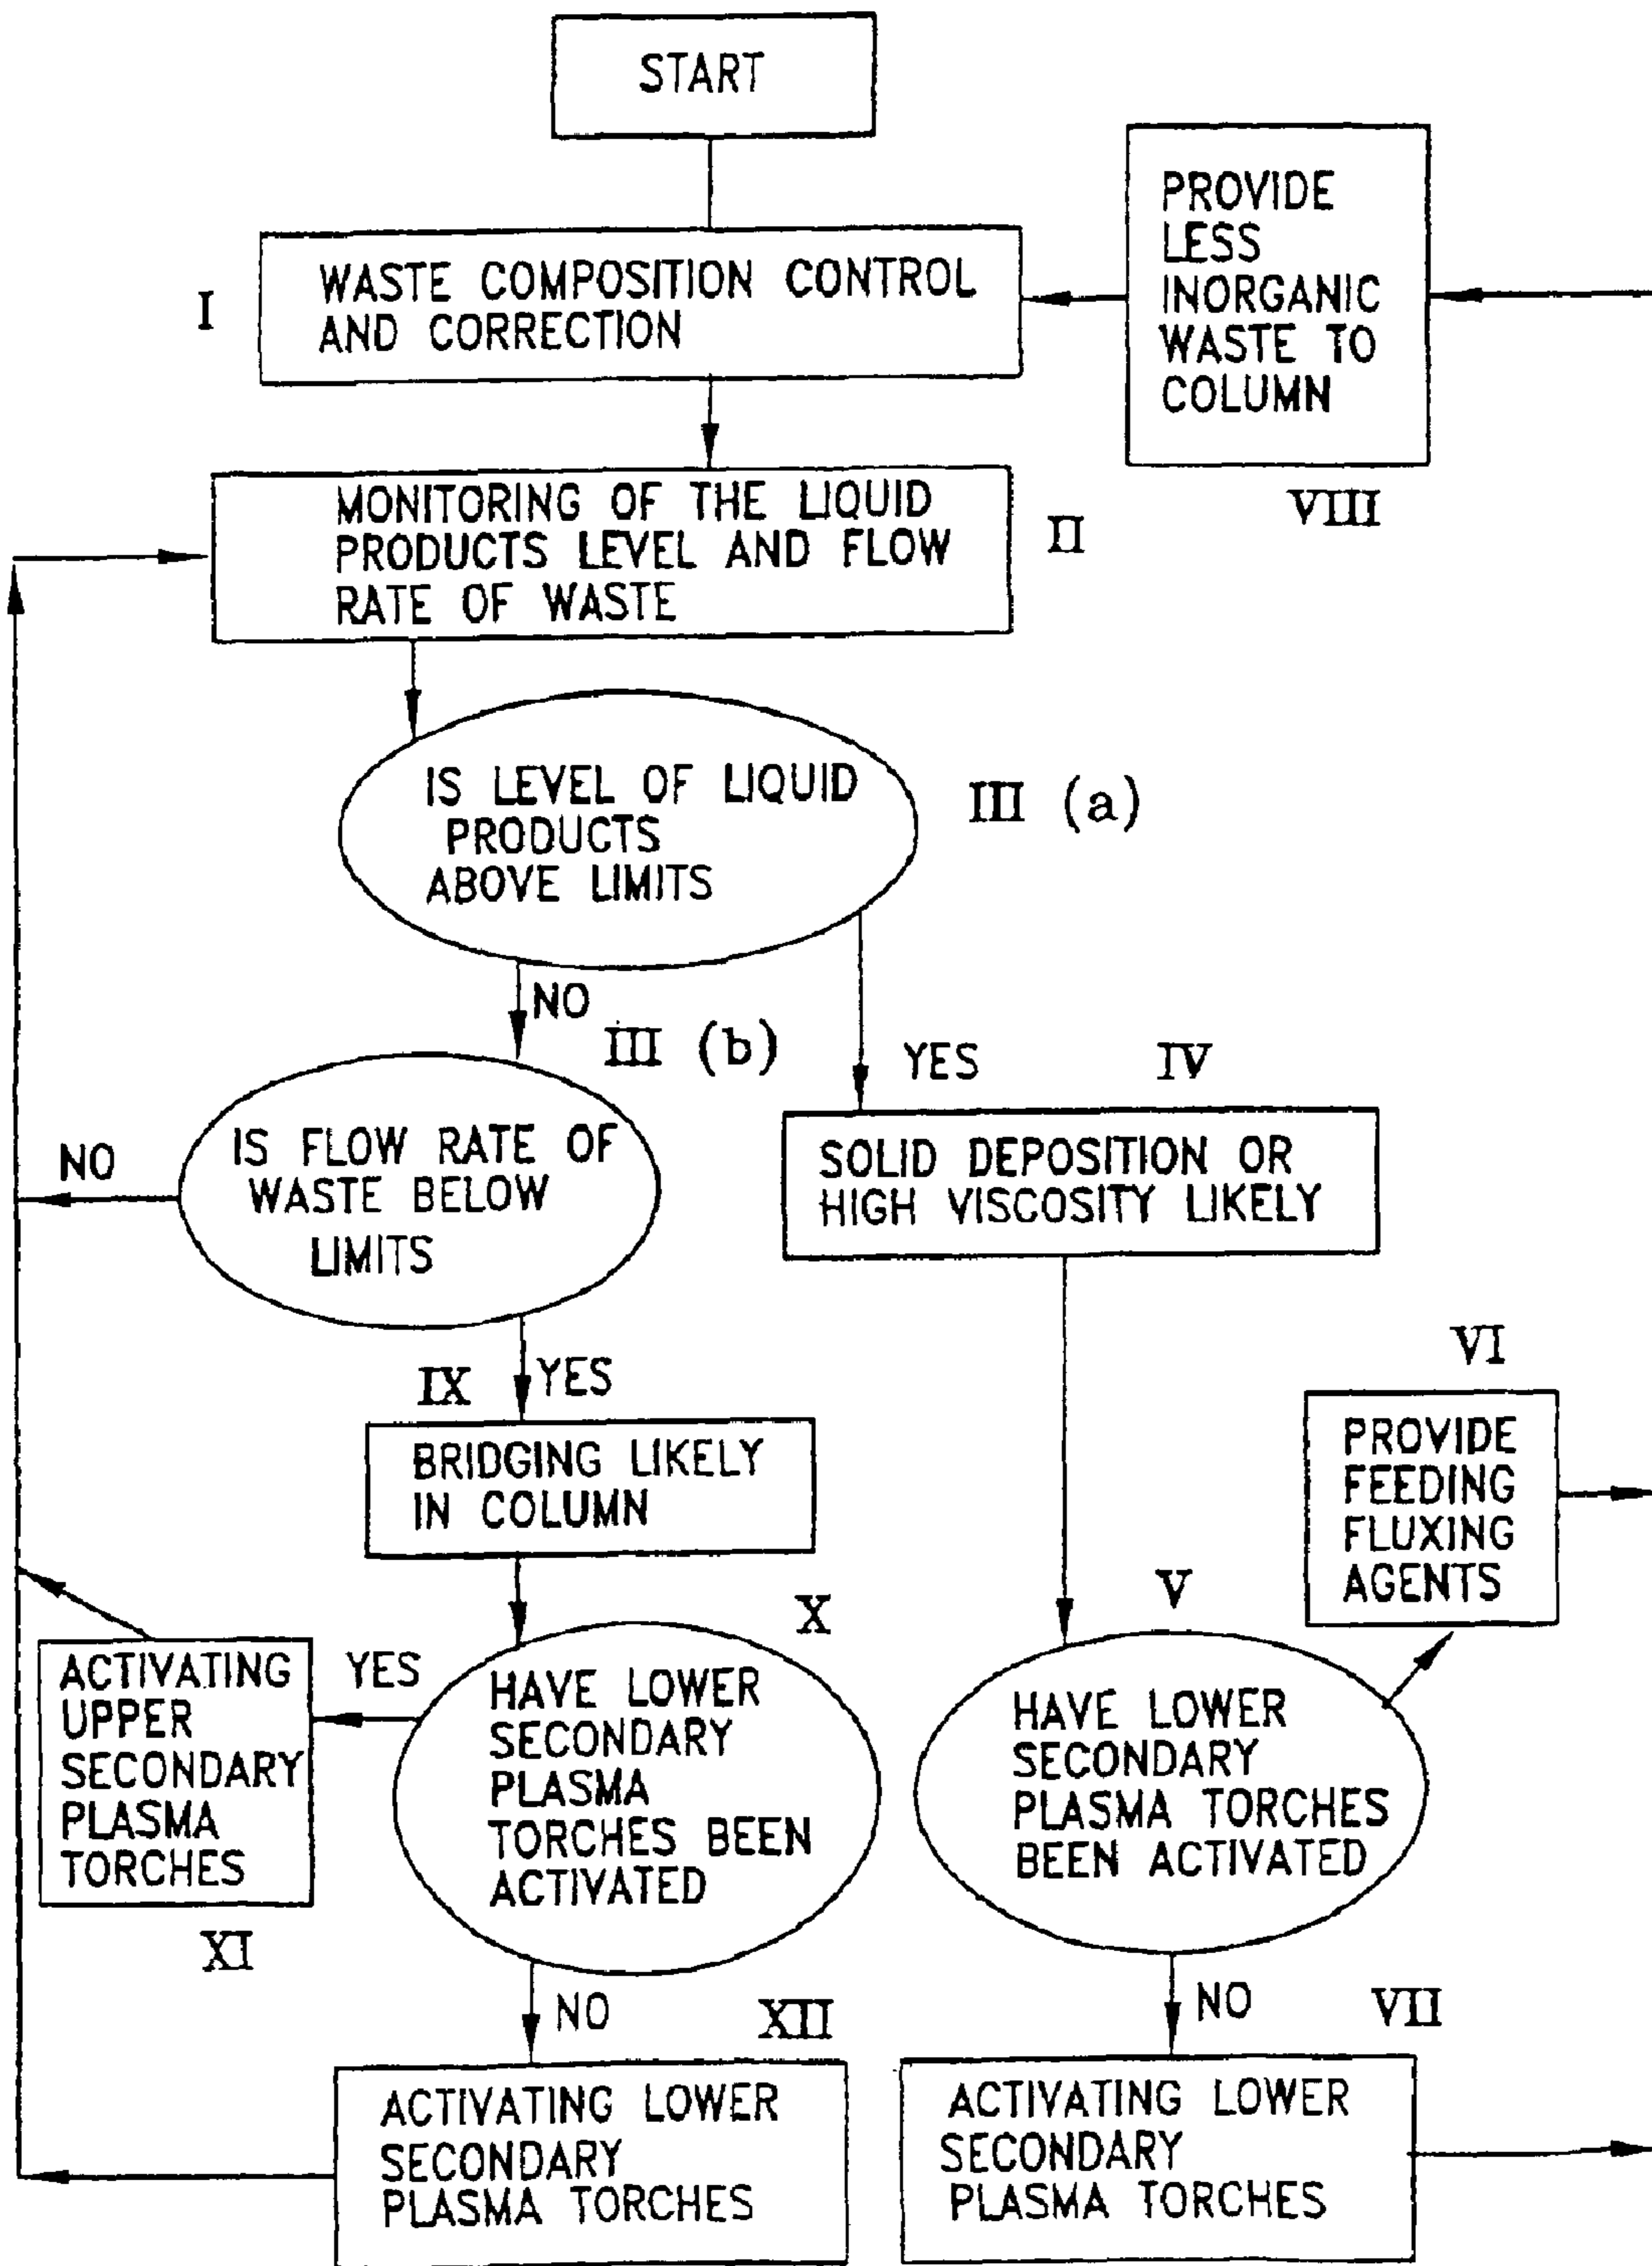 START
PROVIDE
LESS
INORGANIC
WASTE TO
COLUMN
VIII
I
WASTE COMPOSITION CONTROL
AND CORRECTION
MONITORING OF THE LIQUID
PRODUCTS LEVEL AND FLOW
RATE OF WASTE
II
IS LEVEL OF LIQUID
PRODUCTS
ABOVE LIMITS
III (a)
NO
III (b)
YES
IV
NO
IS FLOW RATE OF
WASTE BELOW
LIMITS
SOLID DEPOSITION OR
HIGH VISCOSITY LIKELY
IX
YES
BRIDGING LIKELY
IN COLUMN
VI
PROVIDE
FEEDING
FLUXING
AGENTS
X
V
ACTIVATING
UPPER
SECONDARY
PLASMA
TORCHES
YES
XI
HAVE LOWER
SECONDARY
PLASMA
TORCHES BEEN
ACTIVATED
HAVE LOWER
SECONDARY
PLASMA TORCHES
BEEN ACTIVATED
NO
XII
NO
VII
ACTIVATING LOWER
SECONDARY
PLASMA TORCHES
ACTIVATING LOWER
SECONDARY
PLASMA TORCHES